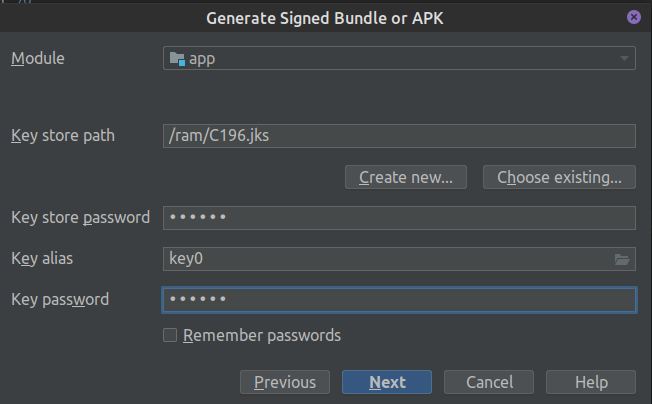 Generate Signed Bundle or APK
Module app
Key store path /ram/C196.jks
Create new... Choose existing...
Key store password ••••••
Key alias key0
Key password ••••••
Remember passwords
Previous Next Cancel Help